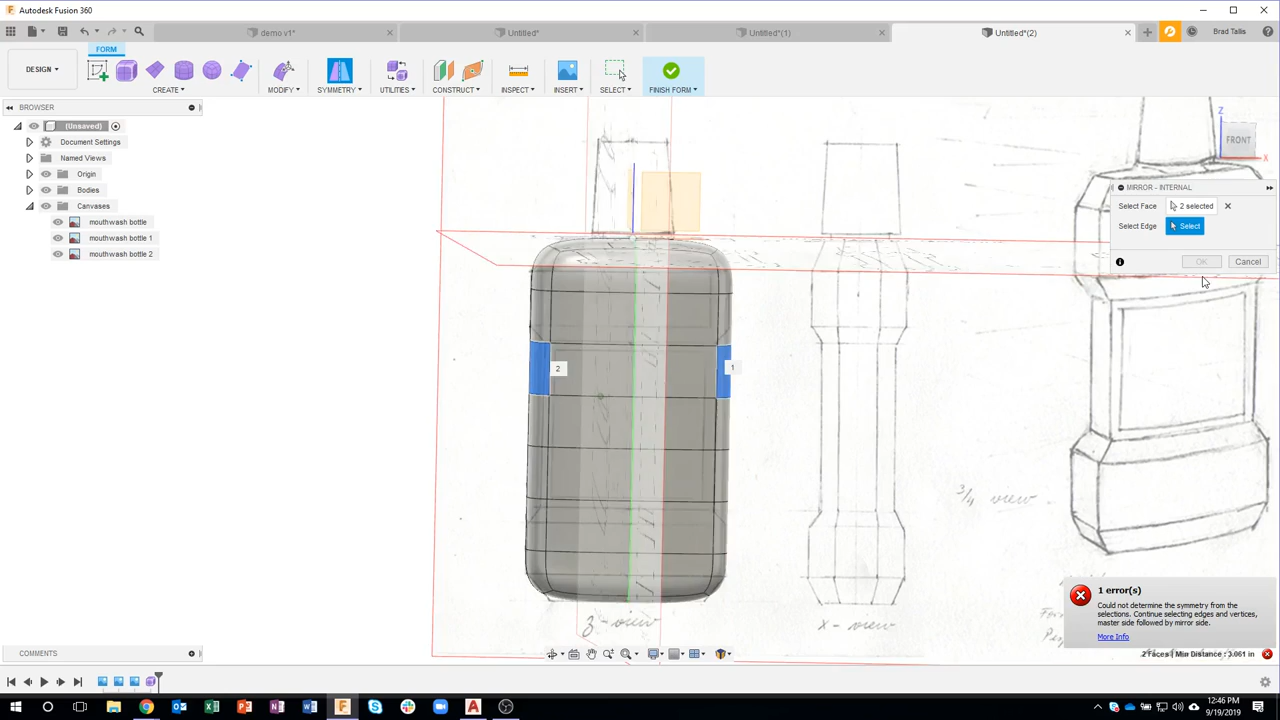 Autodesk Fusion 360
demo v1*
Untitled*
Untitled*(1)
Untitled*(2)
Brad Tallis
FORM
DESIGN
CREATE
MODIFY
SYMMETRY
UTILITIES
CONSTRUCT
INSPECT
INSERT
SELECT
FINISH FORM
BROWSER
(Unsaved)
Document Settings
Named Views
Origin
Bodies
Canvases
mouthwash bottle
mouthwash bottle 1
mouthwash bottle 2
Z
FRONT
X
MIRROR - INTERNAL
Select Face
2 selected
Select Edge
Select
OK
Cancel
2
1
3/4 view
z-view
x-view
1 error(s)
Could not determine the symmetry from the
selections. Continue selecting edges and vertices,
master side followed by mirror side.
More Info
2 Faces | Min Distance : 3.061 in
COMMENTS
12:46 PM
9/19/2019